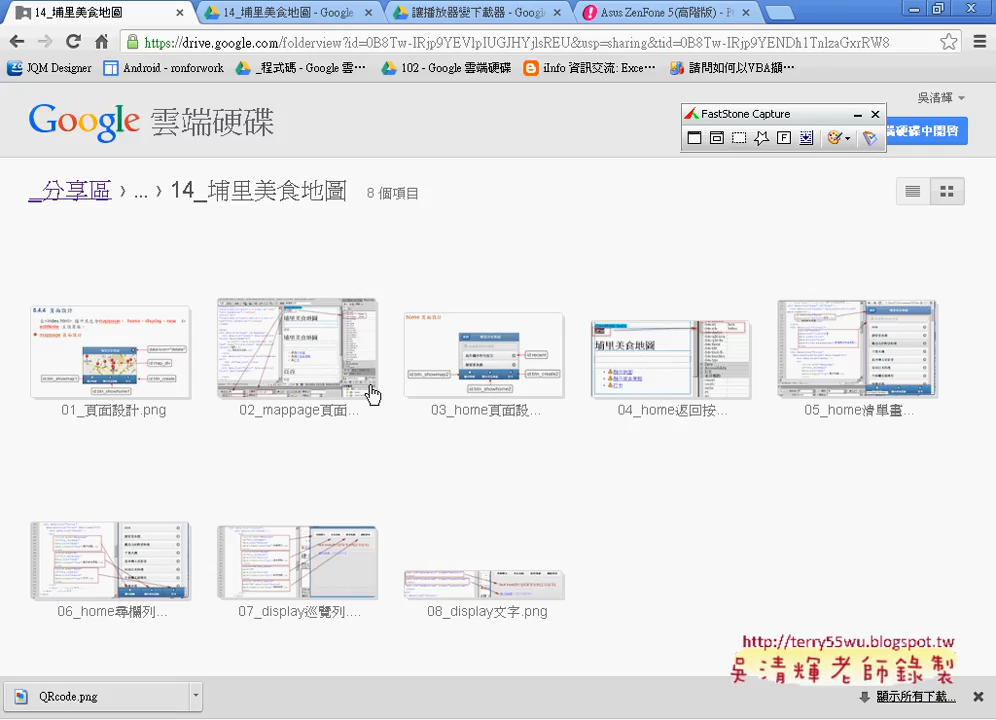 14_埔里美食地圖
14_埔里美食地圖 - Google
讓播放器變下載器 - Googl
Asus ZenFone 5(高階版) - P
https://drive.google.com/folderview?id=0B8Tw-IRjp9YEVlpIUGJHYjlsREU&usp=sharing&tid=0B8Tw-IRjp9YENDh1TnlzaGxrRW8
JQM Designer
Android - ronforwork
_程式碼 - Google 雲…
102 - Google 雲端硬碟
iInfo 資訊交流: Exce…
請問如何以VBA擷…
Google 雲端硬碟
吳清輝
FastStone Capture
端硬碟中開啓
_分享區 › ... › 14_埔里美食地圖 8 個項目
01_頁面設計.png
02_mappage頁面...
03_home頁面設...
04_home返回按...
05_home清單畫...
06_home尋欄列...
07_display巡覽列....
08_display文字.png
http://terry55wu.blogspot.tw
吳清輝老師錄製
QRcode.png
顯示所有下載...